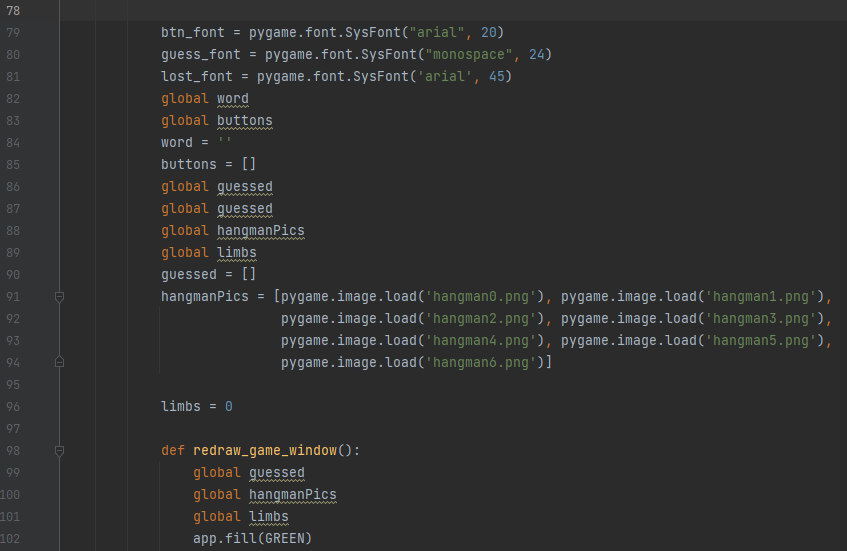 78
79 btn_font = pygame.font.SysFont("arial", 20)
80 guess_font = pygame.font.SysFont("monospace", 24)
81 lost_font = pygame.font.SysFont('arial', 45)
82 global word
83 global buttons
84 word = ''
85 buttons = []
86 global guessed
87 global guessed
88 global hangmanPics
89 global limbs
90 guessed = []
91 hangmanPics = [pygame.image.load('hangman0.png'), pygame.image.load('hangman1.png'),
92 pygame.image.load('hangman2.png'), pygame.image.load('hangman3.png'),
93 pygame.image.load('hangman4.png'), pygame.image.load('hangman5.png'),
94 pygame.image.load('hangman6.png')]
95
96 limbs = 0
97
98 def redraw_game_window():
99 global guessed
100 global hangmanPics
101 global limbs
102 app.fill(GREEN)